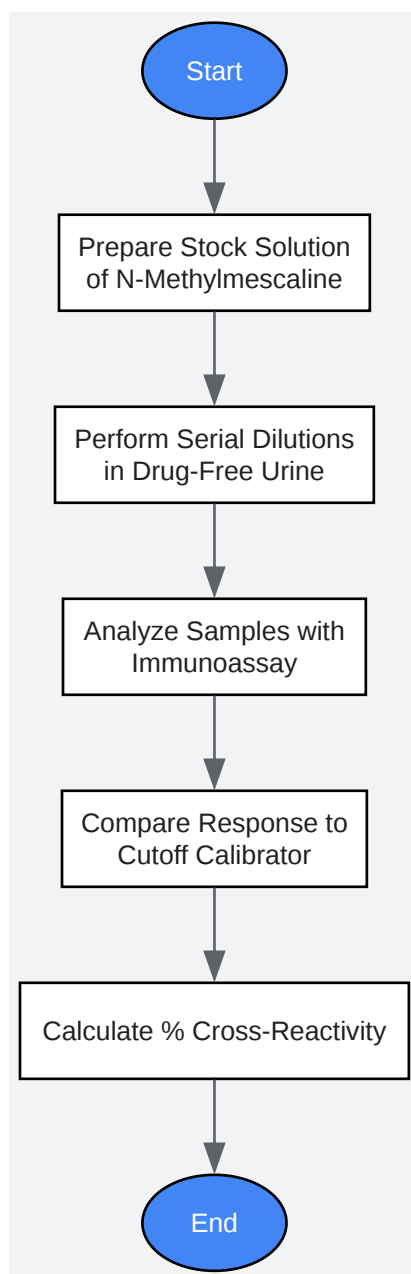 Start
Prepare Stock Solution
of N-Methylmescaline
Perform Serial Dilutions
in Drug-Free Urine
Analyze Samples with
Immunoassay
Compare Response to
Cutoff Calibrator
Calculate % Cross-Reactivity
End